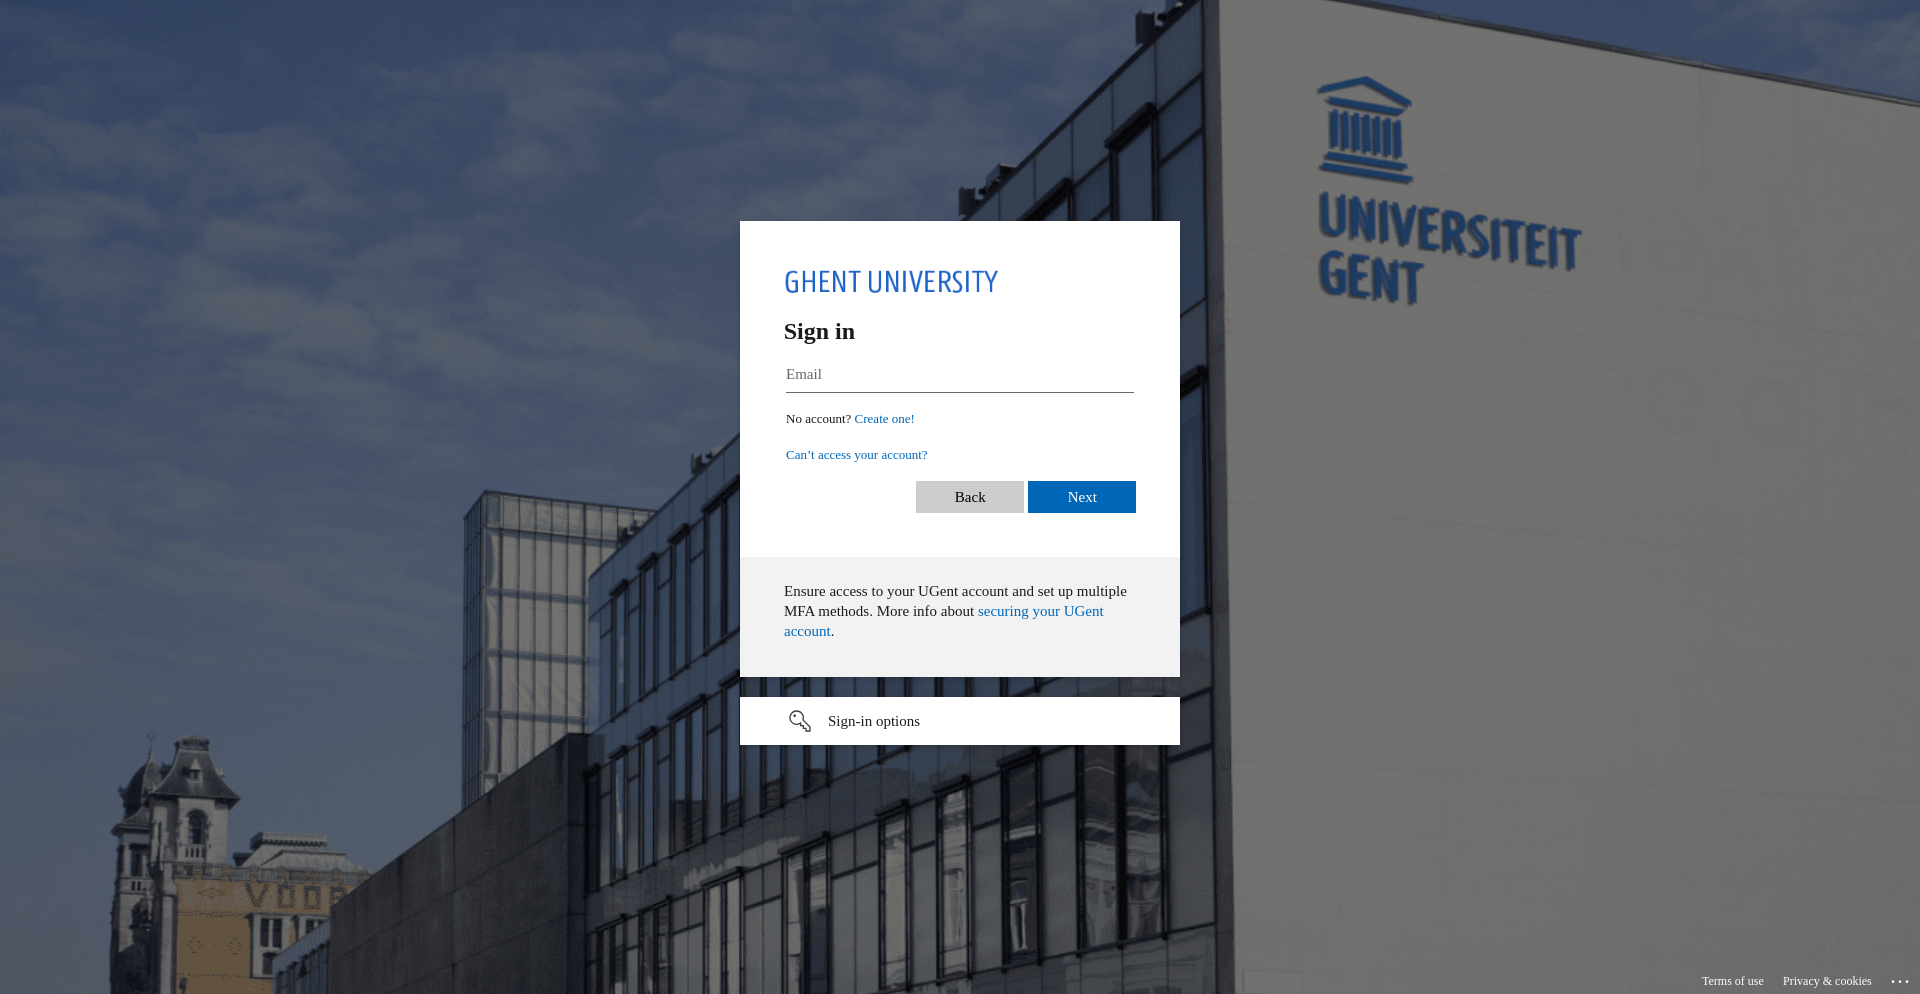 UNIVERSITEIT
GENT
GHENT UNIVERSITY
Sign in
Email
No account? Create one!
Can’t access your account?
Back
Next
Ensure access to your UGent account and set up multiple
MFA methods. More info about securing your UGent
account.
Sign-in options
VOOR
Terms of use
Privacy & cookies
...